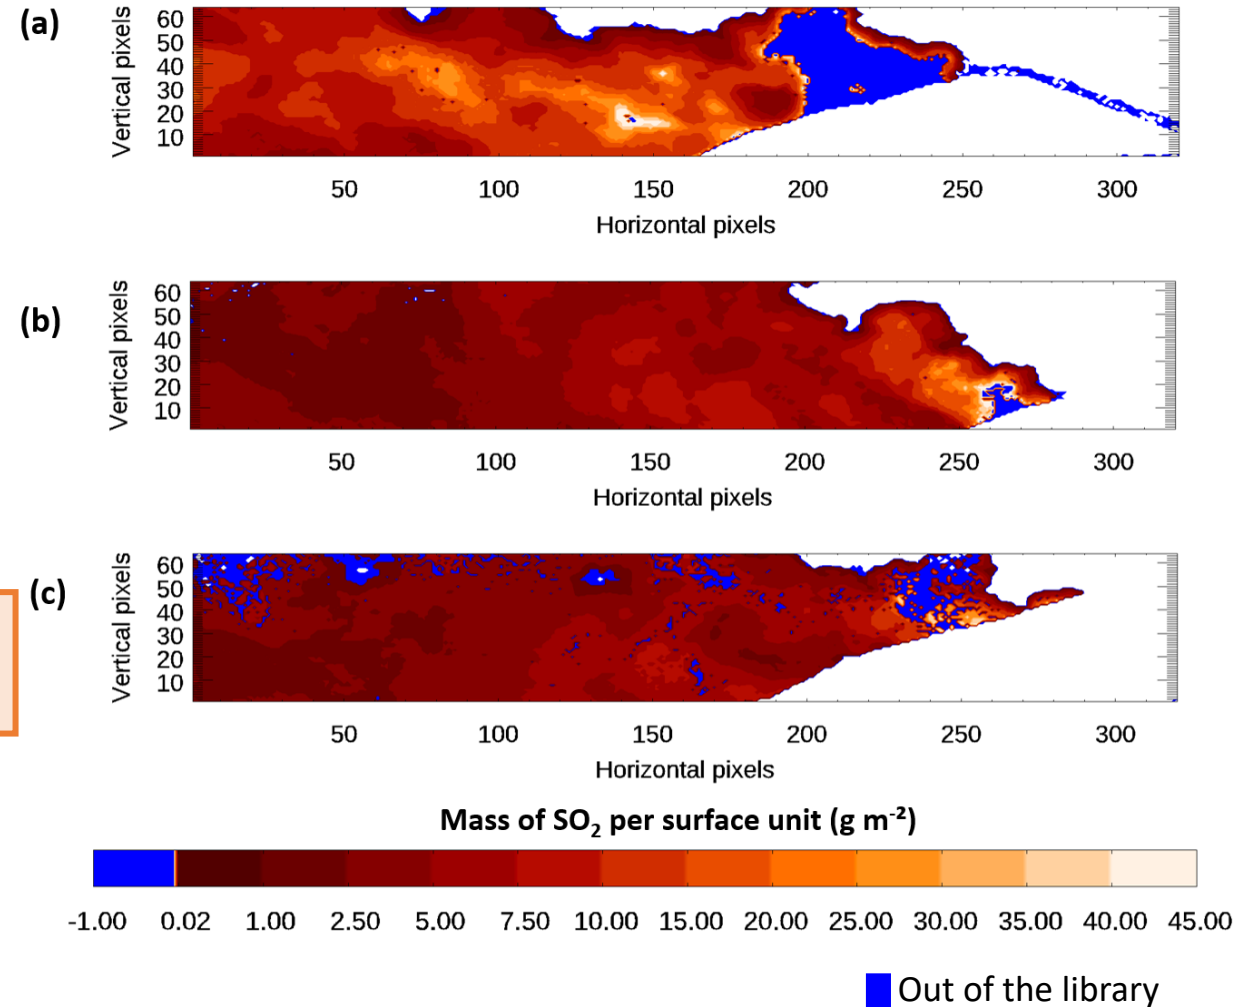 (a)
Vertical pixels
60
50
40
30
20
10
50 100 150 200 250 300
Horizontal pixels
(b)
Vertical pixels
60
50
40
30
20
10
50 100 150 200 250 300
Horizontal pixels
(c)
Vertical pixels
60
50
40
30
20
10
50 100 150 200 250 300
Horizontal pixels
Mass of SO₂ per surface unit (g m⁻²)
-1.00 0.02 1.00 2.50 5.00 7.50 10.00 15.00 20.00 25.00 30.00 35.00 40.00 45.00
Out of the library